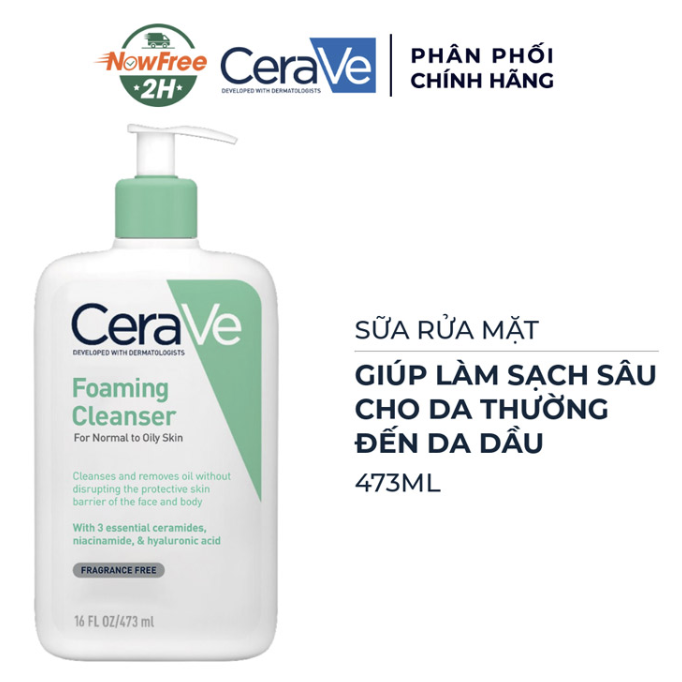 NowFree
2H
CeraVe
DEVELOPED WITH DERMATOLOGISTS
PHÂN PHỐI
CHÍNH HÃNG
CeraVe
DEVELOPED WITH DERMATOLOGISTS
Foaming
Cleanser
For Normal to Oily Skin
Cleanses and removes oil without
disrupting the protective skin
barrier of the face and body
With 3 essential ceramides,
niacinamide, & hyaluronic acid
FRAGRANCE FREE
16 FL OZ/473 ml
SỮA RỬA MẶT
GIÚP LÀM SẠCH SÂU
CHO DA THƯỜNG
ĐẾN DA DẦU
473ML